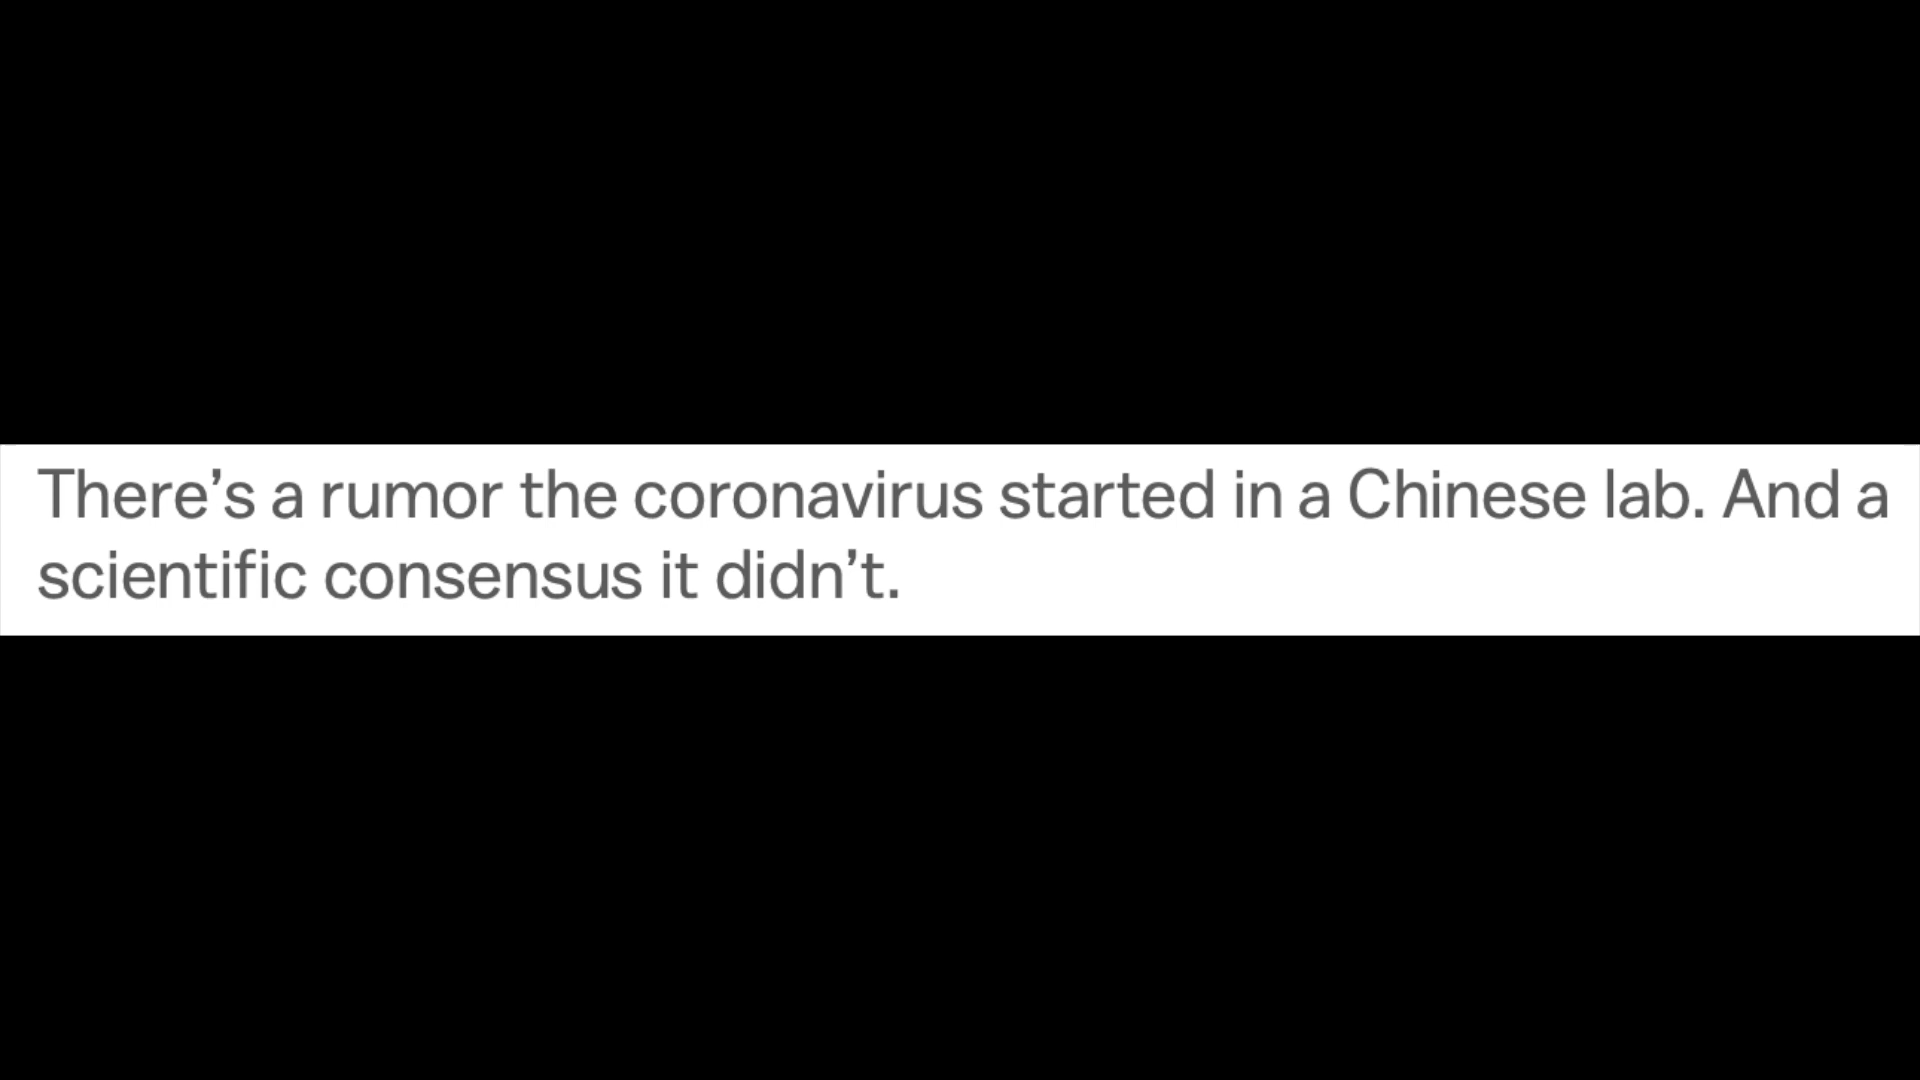 There’s a rumor the coronavirus started in a Chinese lab. And a
scientific consensus it didn’t.